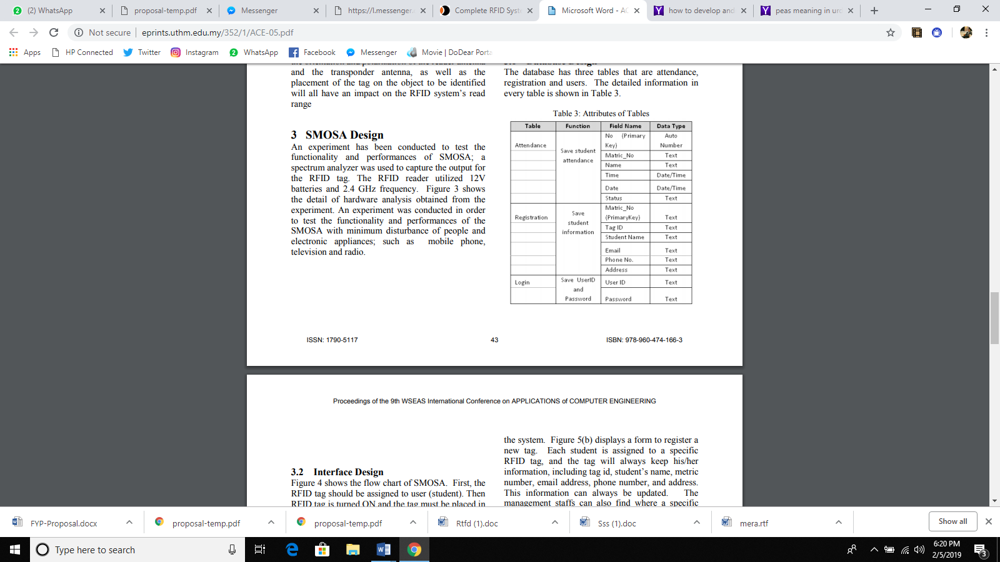 (2) WhatsApp
proposal-temp.pdf
Messenger
https://l.messenger.
Complete RFID Syst
Microsoft Word - AC
how to develop and
peas meaning in urd
Not secure | eprints.uthm.edu.my/352/1/ACE-05.pdf
Apps
HP Connected
Twitter
Instagram
WhatsApp
Facebook
Messenger
Movie | DoDear Porta
and the transponder antenna, as well as the
placement of the tag on the object to be identified
will all have an impact on the RFID system's read
range
3 SMOSA Design
An experiment has been conducted to test the
functionality and performances of SMOSA; a
spectrum analyzer was used to capture the output for
the RFID tag. The RFID reader utilized 12V
batteries and 2.4 GHz frequency. Figure 3 shows
the detail of hardware analysis obtained from the
experiment. An experiment was conducted in order
to test the functionality and performances of the
SMOSA with minimum disturbance of people and
electronic appliances; such as mobile phone,
television and radio.
The database has three tables that are attendance,
registration and users. The detailed information in
every table is shown in Table 3.
Table 3: Attributes of Tables
Table Function Field Name Data Type
Attendance Save student attendance No (Primary Key) Auto Number
Matric_No Text
Name Text
Time Date/Time
Date Date/Time
Status Text
Registration Save student information Matric_No (PrimaryKey) Text
Tag ID Text
Student Name Text
Email Text
Phone No. Text
Address Text
Login Save UserID and Password User ID Text
Password Text
ISSN: 1790-5117
43
ISBN: 978-960-474-166-3
Proceedings of the 9th WSEAS International Conference on APPLICATIONS of COMPUTER ENGINEERING
3.2 Interface Design
Figure 4 shows the flow chart of SMOSA. First, the
RFID tag should be assigned to user (student). Then
RFID tag is turned ON and the tag must be placed in
the system. Figure 5(b) displays a form to register a
new tag. Each student is assigned to a specific
RFID tag, and the tag will always keep his/her
information, including tag id, student's name, metric
number, email address, phone number, and address.
This information can always be updated. The
management staffs can also find where a specific
FYP-Proposal.docx
proposal-temp.pdf
proposal-temp.pdf
Rtfd (1).doc
Sss (1).doc
mera.rtf
Show all
Type here to search
6:20 PM
2/5/2019
3